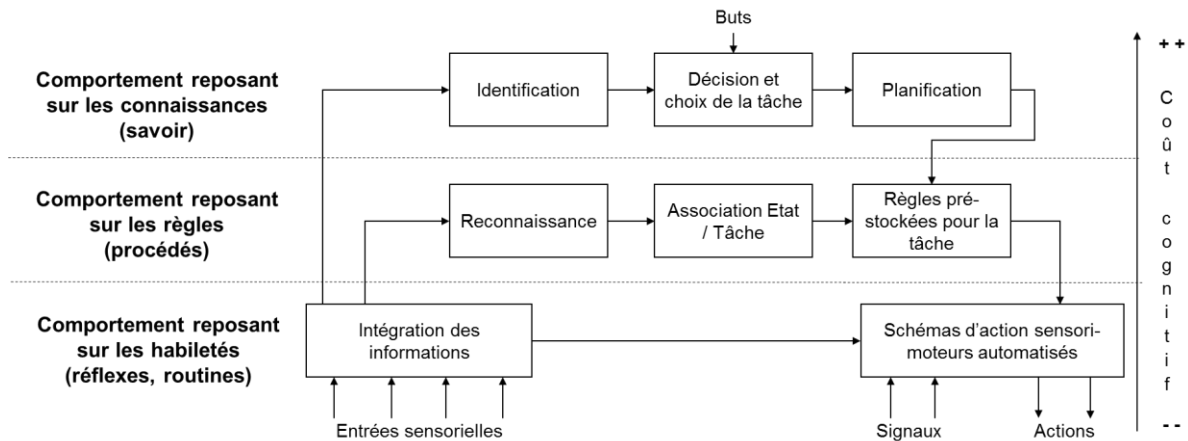 Buts
Comportement reposant
sur les connaissances
(savoir)
Identification
Décision et
choix de la tâche
Planification
Comportement reposant
sur les règles
(procédés)
Reconnaissance
Association Etat
/ Tâche
Règles pré-
stockées pour la
tâche
Comportement reposant
sur les habiletés
(réflexes, routines)
Intégration des
informations
Schémas d'action sensori-
moteurs automatisés
Entrées sensorielles
Signaux
Actions
+ +
Coût cognitif
- -